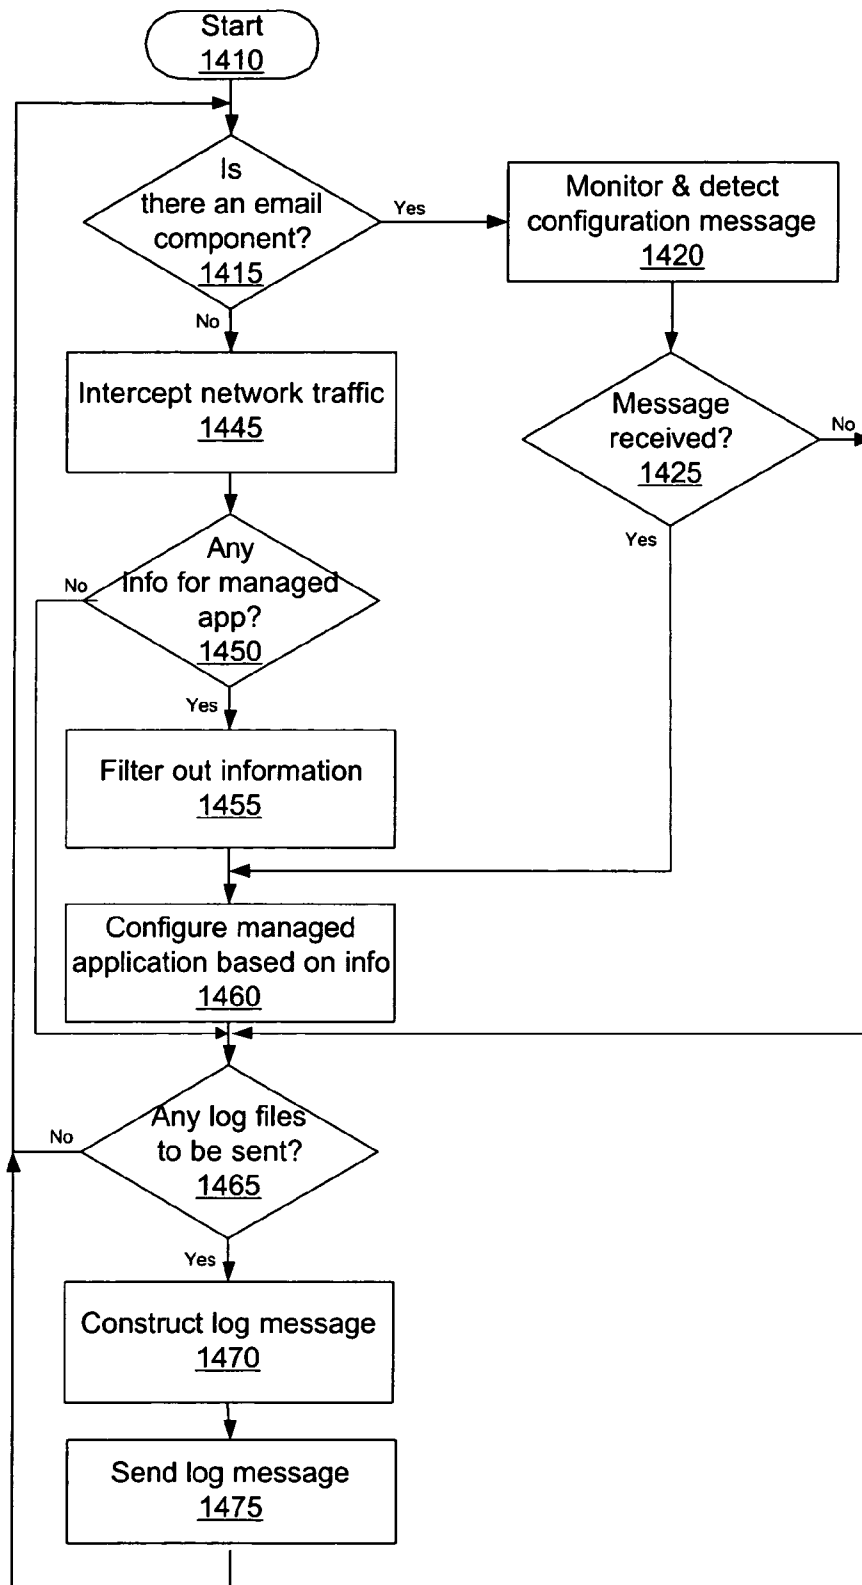 Start
1410
Is
there an email
component?
1415
Yes
No
Monitor & detect
configuration message
1420
Intercept network traffic
1445
Message
received?
1425
No
Yes
Any
Info for managed
app?
1450
No
Yes
Filter out information
1455
Configure managed
application based on info
1460
Any log files
to be sent?
1465
No
Yes
Construct log message
1470
Send log message
1475